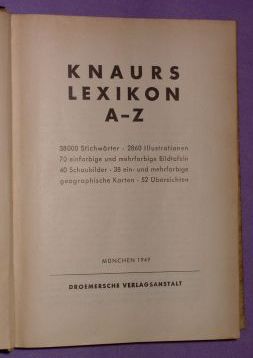 KNAURS
LEXIKON
A-Z
38000 Stichwörter · 2860 Illustrationen
70 einfarbige und mehrfarbige Bildtafeln
40 Schaubilder · 38 ein- und mehrfarbige
geographische Karten · 52 Übersichten
MÜNCHEN 1949
DROEMERSCHE VERLAGSANSTALT